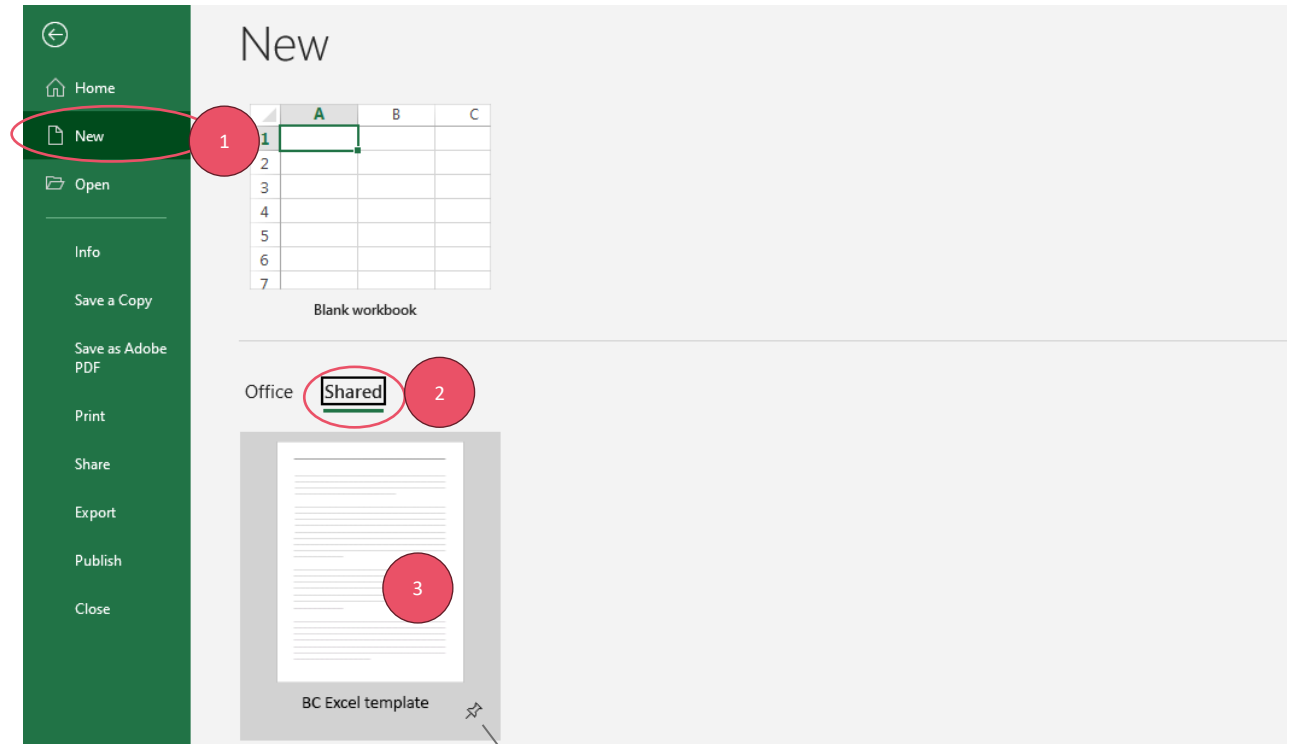 New
Home
New
1
Open
A B C
1
2
3
4
5
6
7
Blank workbook
Info
Save a Copy
Save as Adobe
PDF
Print
Share
Export
Publish
Close
Office Shared
2
3
BC Excel template